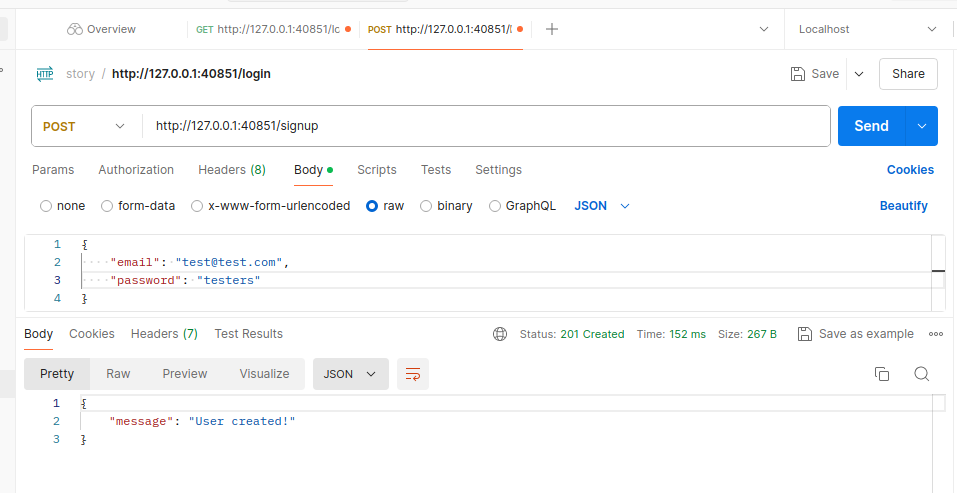 Overview
GET http://127.0.0.1:40851/lo
POST http://127.0.0.1:40851/l
Localhost
HTTP story / http://127.0.0.1:40851/login
Save
Share
POST http://127.0.0.1:40851/signup
Send
Params Authorization Headers (8) Body Scripts Tests Settings Cookies
none form-data x-www-form-urlencoded raw binary GraphQL JSON Beautify
1 {
2 "email": "test@test.com",
3 "password": "testers"
4 }
Body Cookies Headers (7) Test Results Status: 201 Created Time: 152 ms Size: 267 B Save as example
Pretty Raw Preview Visualize JSON
1 {
2 "message": "User created!"
3 }